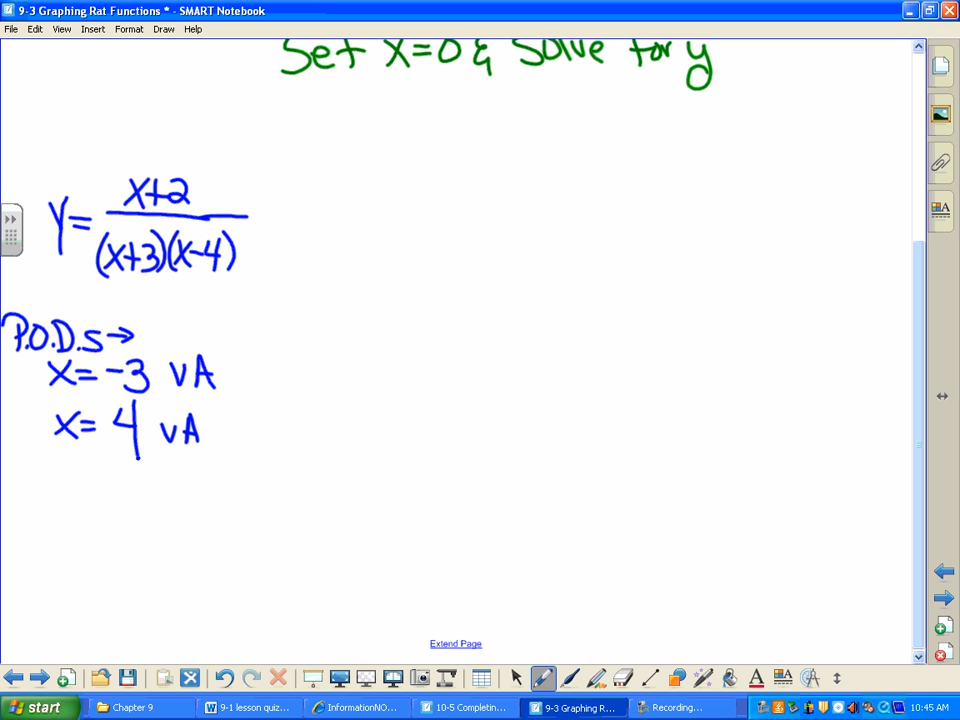 9-3 Graphing Rat Functions * - SMART Notebook
File Edit View Insert Format Draw Help
Set x=0 & Solve for y
y= x+2
(x+3)(x-4)
P.O.D.s→
x= -3 VA
x= 4 VA
Extend Page
start Chapter 9 9-1 lesson quiz... InformationNO... 10-5 Completin... 9-3 Graphing R... Recording... 10:45 AM